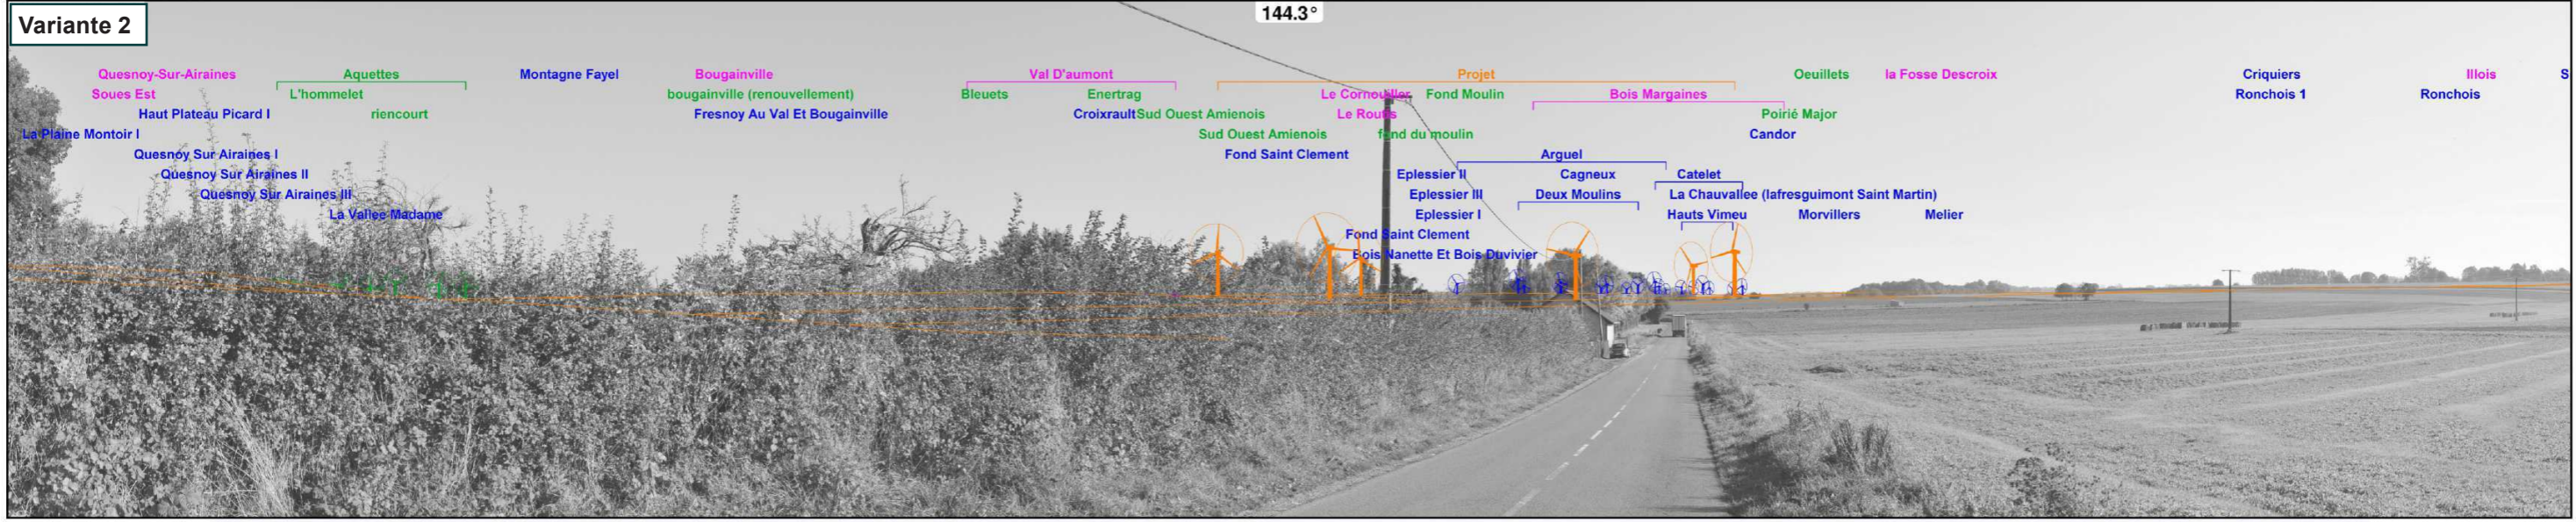 Variante 2
144.3°
Quesnoy-Sur-Airaines Aquettes Montagne Fayel Bougainville Val D'aumont Projet Oeuillets la Fosse Descroix Criquiers Illois S
Soues Est L'hommelet bougainville (renouvellement) Bleuets Enertrag Le Cornouiller Fond Moulin Bois Margaines Ronchois 1 Ronchois
Haut Plateau Picard I riencourt Fresnoy Au Val Et Bougainville Croixrault Sud Ouest Amienois Le Routis Poirié Major
La Plaine Montoir I Sud Ouest Amienois fond du moulin Candor
Quesnoy Sur Airaines I Fond Saint Clement Arguel
Quesnoy Sur Airaines II Eplessier II Cagneux Catelet
Quesnoy Sur Airaines III Eplessier III Deux Moulins La Chauvallee (lafresguimont Saint Martin)
La Vallee Madame Eplessier I Hauts Vimeu Morvillers Melier
Fond Saint Clement
Bois Nanette Et Bois Duvivier